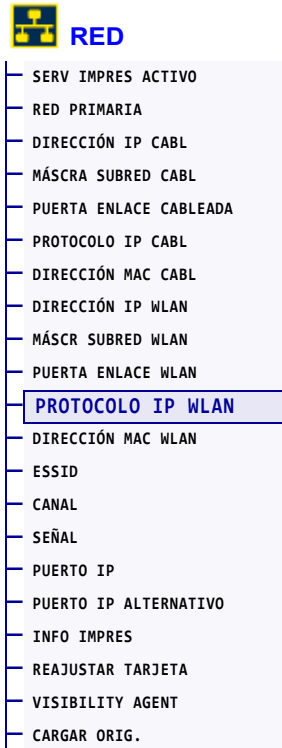 RED
SERV IMPRES ACTIVO
RED PRIMARIA
DIRECCIÓN IP CABL
MÁSCRA SUBRED CABL
PUERTA ENLACE CABLEADA
PROTOCOLO IP CABL
DIRECCIÓN MAC CABL
DIRECCIÓN IP WLAN
MÁSCR SUBRED WLAN
PUERTA ENLACE WLAN
PROTOCOLO IP WLAN
DIRECCIÓN MAC WLAN
ESSID
CANAL
SEÑAL
PUERTO IP
PUERTO IP ALTERNATIVO
INFO IMPRES
REAJUSTAR TARJETA
VISIBILITY AGENT
CARGAR ORIG.